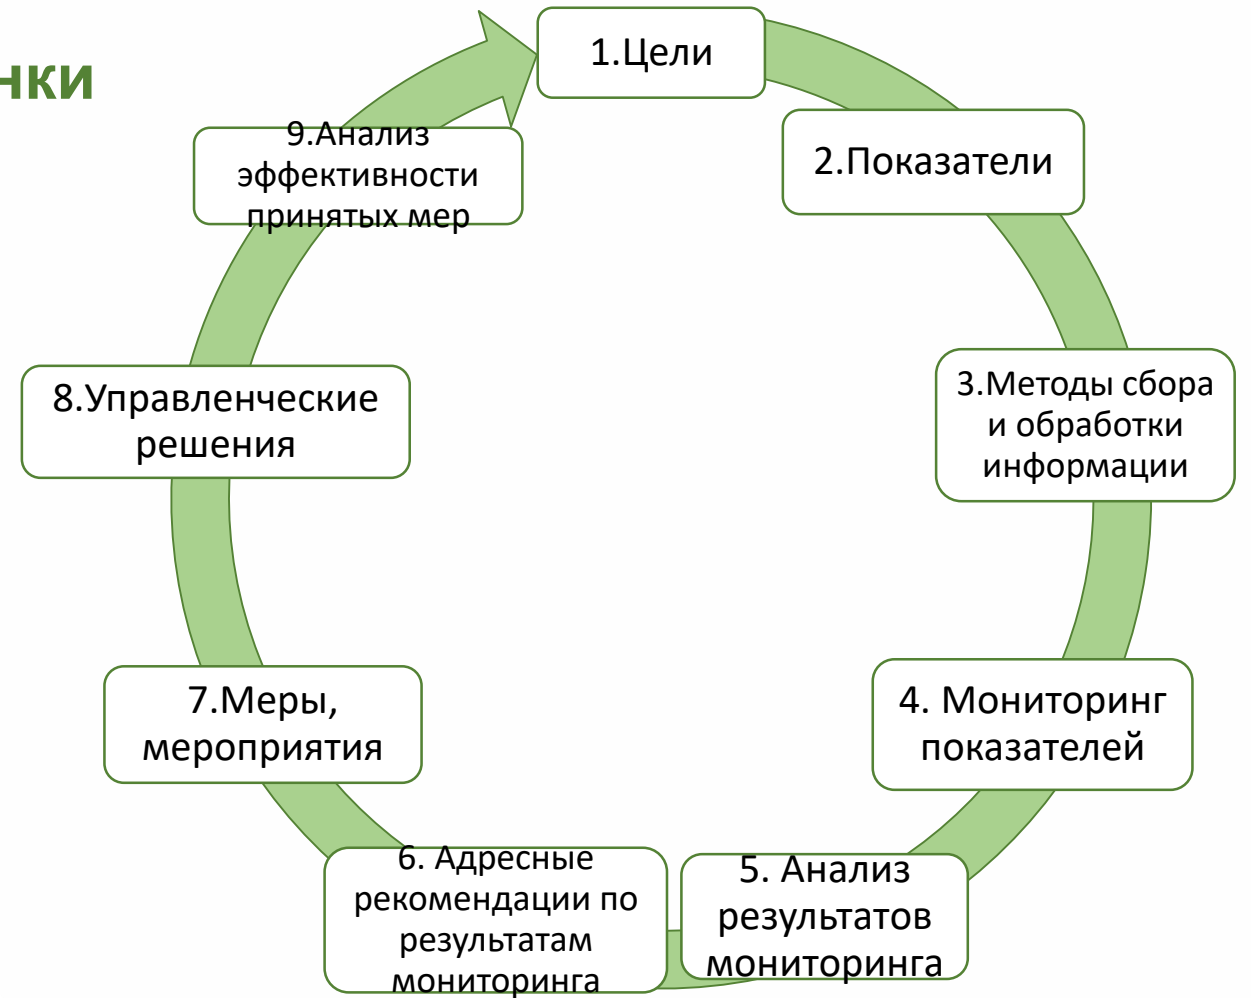 нки
1.Цели
2.Показатели
3.Методы сбора
и обработки
информации
4. Мониторинг
показателей
5. Анализ
результатов
мониторинга
6. Адресные
рекомендации по
результатам
мониторинга
7.Меры,
мероприятия
8.Управленческие
решения
9.Анализ
эффективности
принятых мер